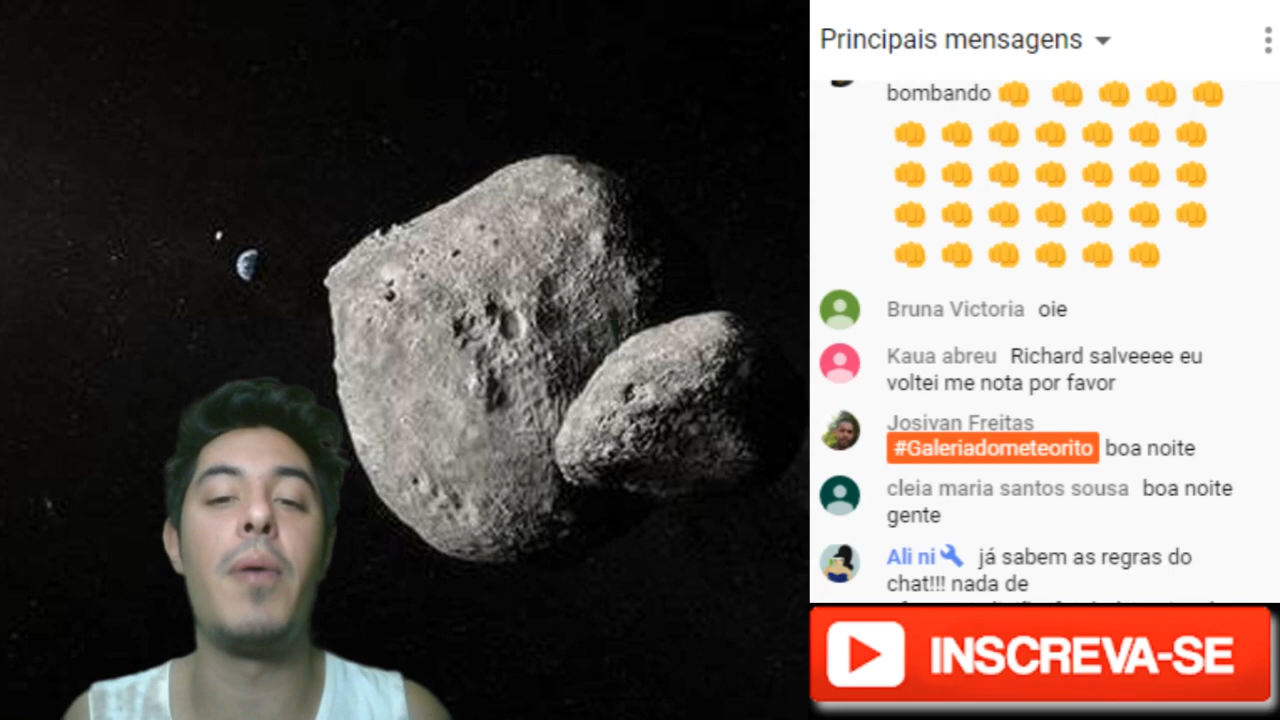 Principais mensagens
bombando 👊 👊 👊 👊 👊
👊 👊 👊 👊 👊 👊 👊
👊 👊 👊 👊 👊 👊 👊
👊 👊 👊 👊 👊 👊 👊
👊 👊 👊 👊 👊 👊
Bruna Victoria oie
Kaua abreu Richard salveeee eu
voltei me nota por favor
Josivan Freitas
#Galeriadometeorito boa noite
cleia maria santos sousa boa noite
gente
Ali ni já sabem as regras do
chat!!! nada de
INSCREVA-SE